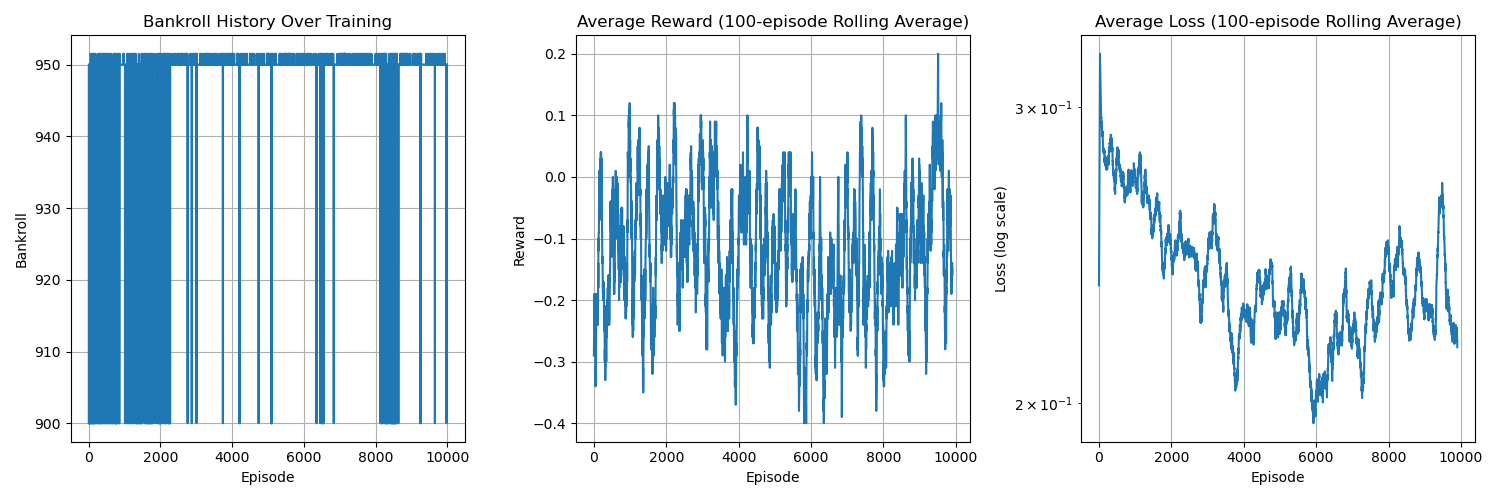 Bankroll History Over Training
Bankroll
950
940
930
920
910
900
0 2000 4000 6000 8000 10000
Episode
Average Reward (100-episode Rolling Average)
Reward
0.2
0.1
0.0
−0.1
−0.2
−0.3
−0.4
0 2000 4000 6000 8000 10000
Episode
Average Loss (100-episode Rolling Average)
Loss (log scale)
3 × 10⁻¹
2 × 10⁻¹
0 2000 4000 6000 8000 10000
Episode